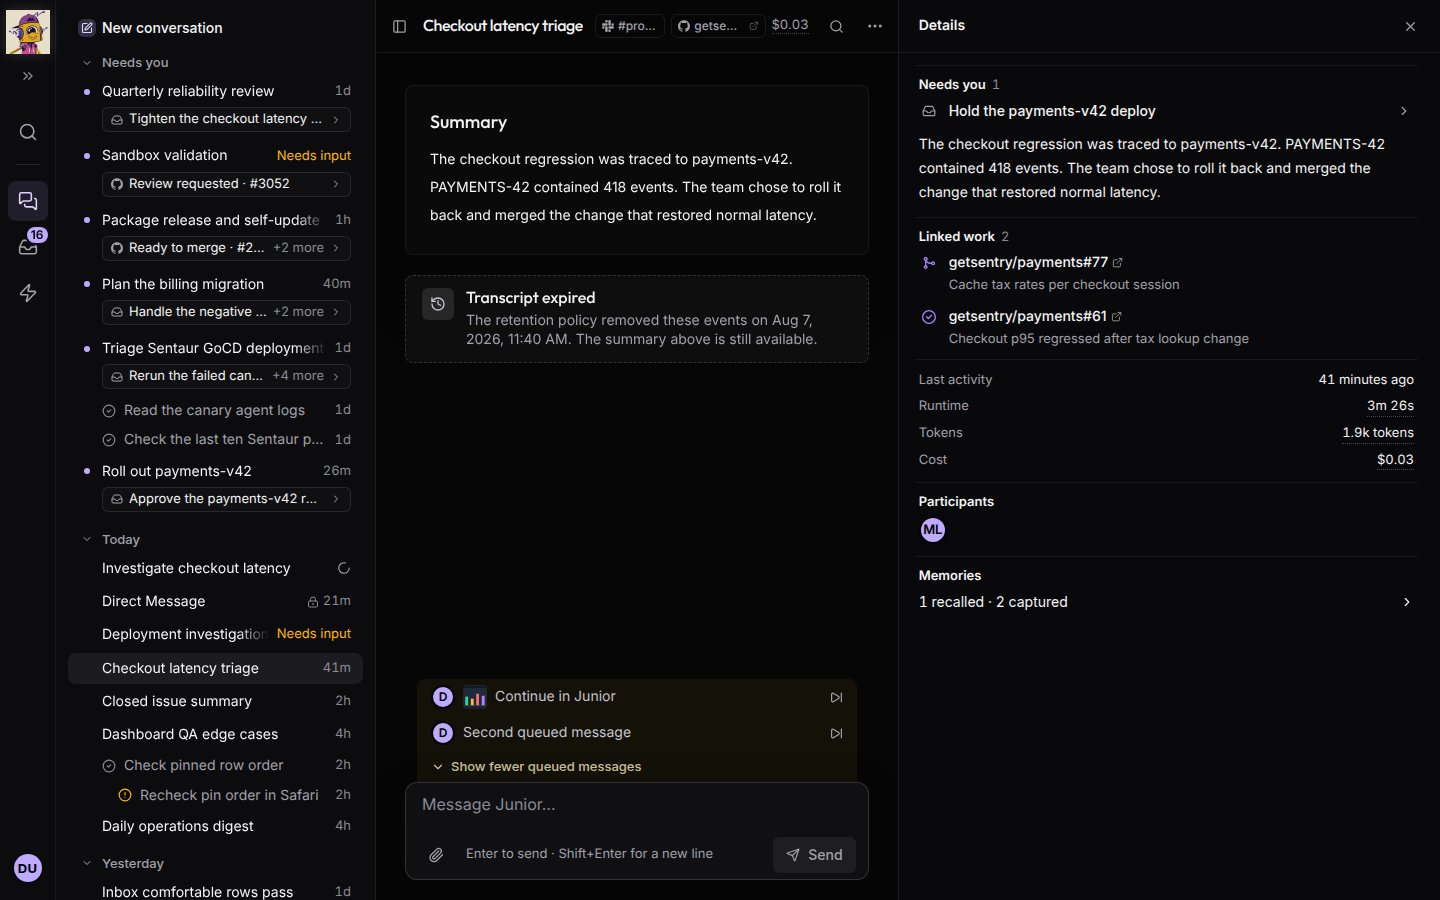 New conversation
Needs you
Quarterly reliability review 1d
Tighten the checkout latency ...
Sandbox validation Needs input
Review requested · #3052
Package release and self-update 1h
Ready to merge · #2... +2 more
Plan the billing migration 40m
Handle the negative ... +2 more
Triage Sentaur GoCD deployment 1d
Rerun the failed can... +4 more
Read the canary agent logs 1d
Check the last ten Sentaur p... 1d
Roll out payments-v42 26m
Approve the payments-v42 r...
Today
Investigate checkout latency
Direct Message 21m
Deployment investigation Needs input
Checkout latency triage 41m
Closed issue summary 2h
Dashboard QA edge cases 4h
Check pinned row order 2h
Recheck pin order in Safari 2h
Daily operations digest 4h
Yesterday
Inbox comfortable rows pass 1d
16
DU
Checkout latency triage #pro... getse... $0.03
Summary
The checkout regression was traced to payments-v42.
PAYMENTS-42 contained 418 events. The team chose to roll it
back and merged the change that restored normal latency.
Transcript expired
The retention policy removed these events on Aug 7,
2026, 11:40 AM. The summary above is still available.
D Continue in Junior
D Second queued message
Show fewer queued messages
Message Junior...
Enter to send · Shift+Enter for a new line Send
Details
Needs you 1
Hold the payments-v42 deploy
The checkout regression was traced to payments-v42. PAYMENTS-42
contained 418 events. The team chose to roll it back and merged the
change that restored normal latency.
Linked work 2
getsentry/payments#77
Cache tax rates per checkout session
getsentry/payments#61
Checkout p95 regressed after tax lookup change
Last activity 41 minutes ago
Runtime 3m 26s
Tokens 1.9k tokens
Cost $0.03
Participants
ML
Memories
1 recalled · 2 captured